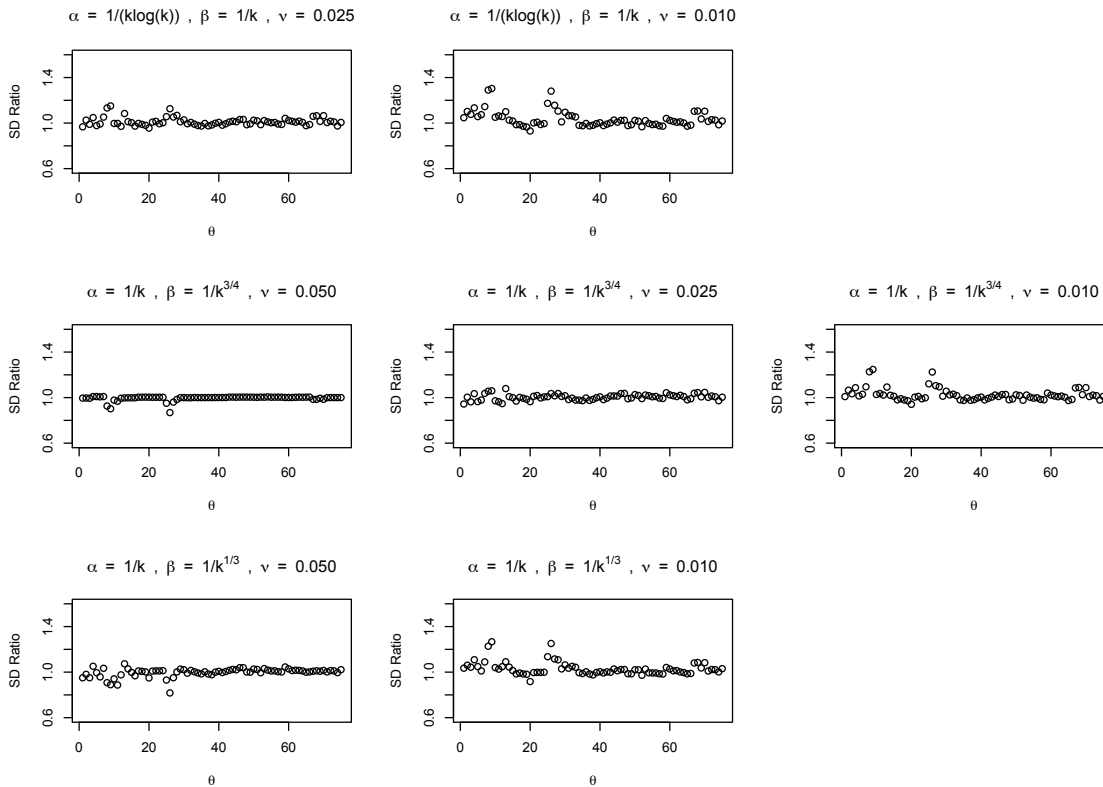 α = 1/(klog(k)) , β = 1/k , ν = 0.025
SD Ratio
0.6 1.0 1.4
0 20 40 60
θ
α = 1/(klog(k)) , β = 1/k , ν = 0.010
SD Ratio
0.6 1.0 1.4
0 20 40 60
θ
α = 1/k , β = 1/k^3/4 , ν = 0.050
SD Ratio
0.6 1.0 1.4
0 20 40 60
θ
α = 1/k , β = 1/k^3/4 , ν = 0.025
SD Ratio
0.6 1.0 1.4
0 20 40 60
θ
α = 1/k , β = 1/k^3/4 , ν = 0.010
SD Ratio
0.6 1.0 1.4
0 20 40 60
θ
α = 1/k , β = 1/k^1/3 , ν = 0.050
SD Ratio
0.6 1.0 1.4
0 20 40 60
θ
α = 1/k , β = 1/k^1/3 , ν = 0.010
SD Ratio
0.6 1.0 1.4
0 20 40 60
θ